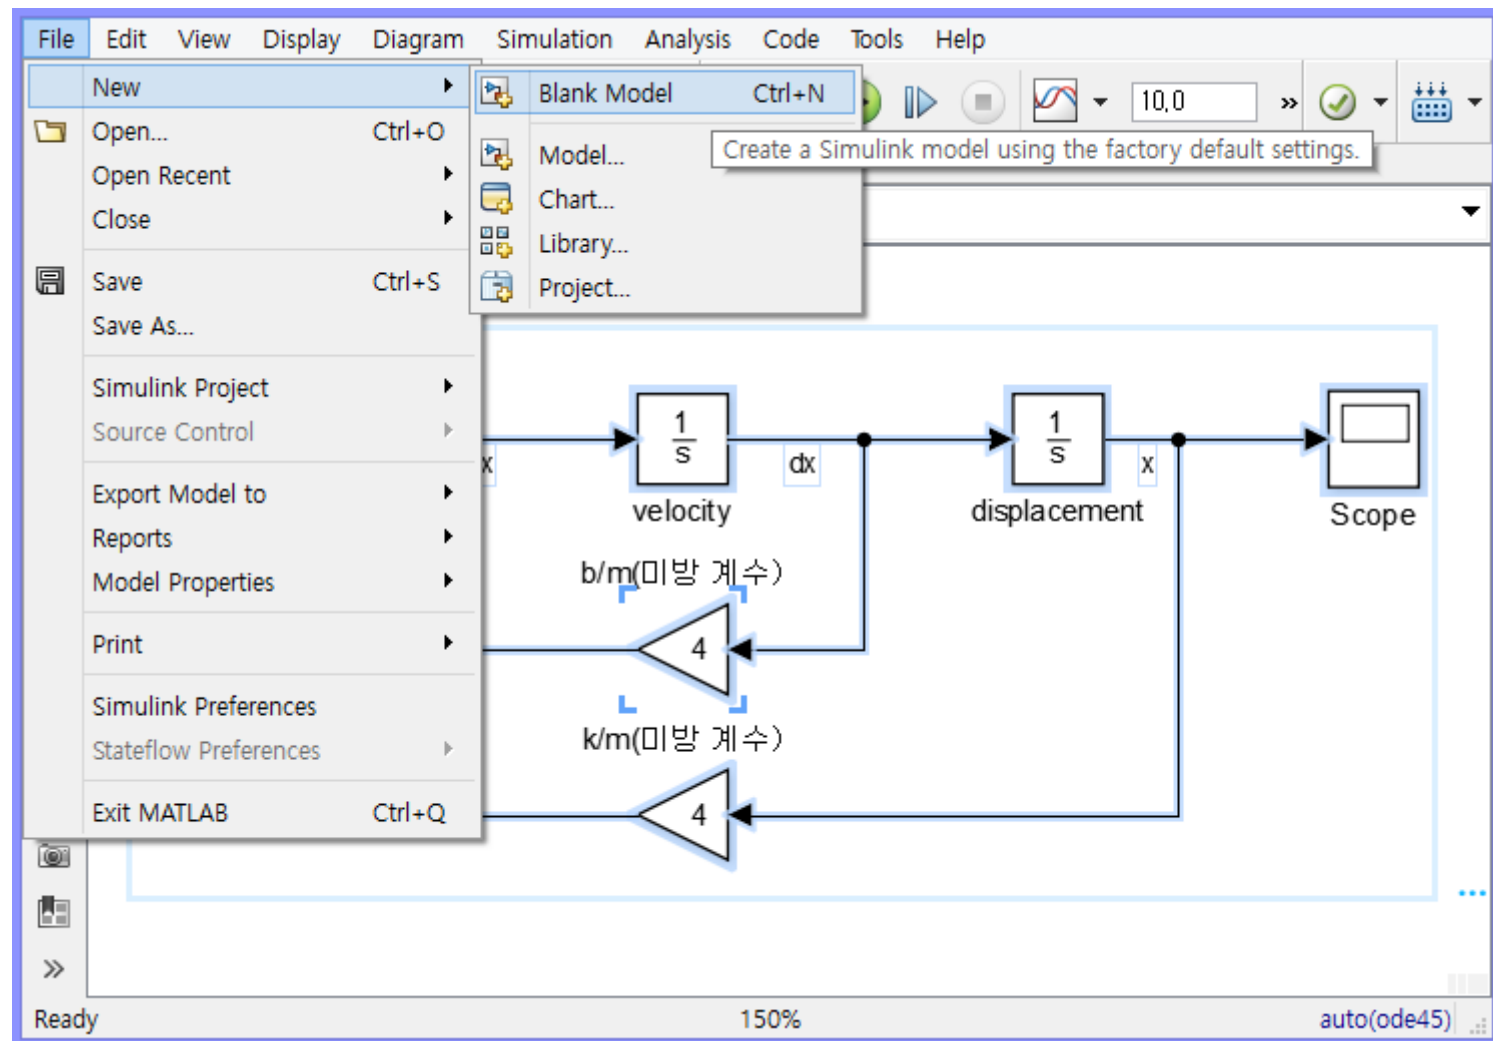 File Edit View Display Diagram Simulation Analysis Code Tools Help
New
Open... Ctrl+O
Open Recent
Close
Save Ctrl+S
Save As...
Simulink Project
Source Control
Export Model to
Reports
Model Properties
Print
Simulink Preferences
Stateflow Preferences
Exit MATLAB Ctrl+Q
Blank Model Ctrl+N
Model...
Chart...
Library...
Project...
10,0 »
Create a Simulink model using the factory default settings.
x
1
s
velocity
dx
1
s
displacement
x
Scope
b/m(미방 계수)
4
k/m(미방 계수)
4
Ready 150% auto(ode45)